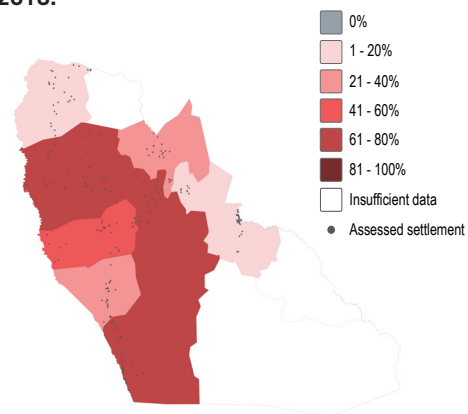 0%
1 - 20%
21 - 40%
41 - 60%
61 - 80%
81 - 100%
Insufficient data
Assessed settlement